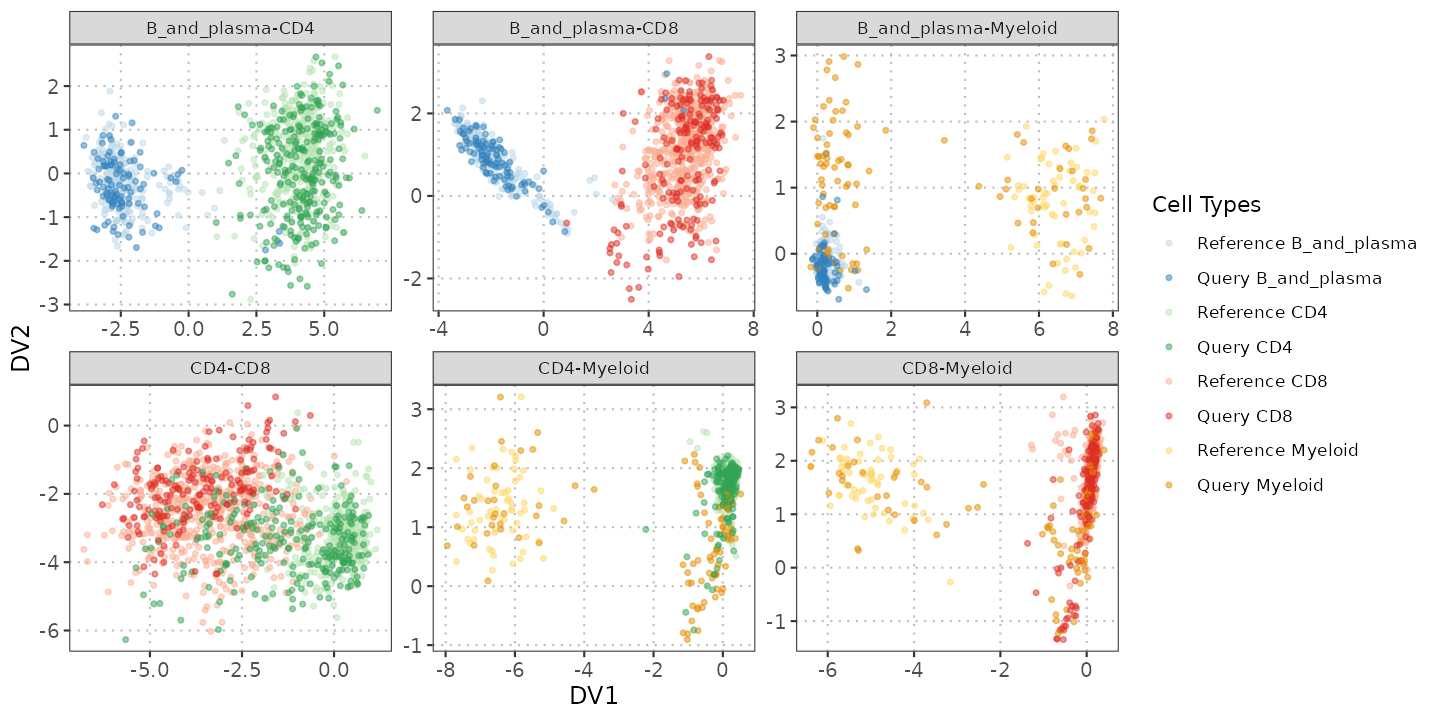 B_and_plasma-CD4
B_and_plasma-CD8
B_and_plasma-Myeloid
2
1
0
-1
-2
-3
-2.5 0.0 2.5 5.0
2
0
-2
-4 0 4 8
3
2
1
0
0 2 4 6 8
CD4-CD8
CD4-Myeloid
CD8-Myeloid
0
-2
-4
-6
-5.0 -2.5 0.0
3
2
1
0
-1
-8 -6 -4 -2 0
3
2
1
0
-1
-6 -4 -2 0
DV2
DV1
Cell Types
Reference B_and_plasma
Query B_and_plasma
Reference CD4
Query CD4
Reference CD8
Query CD8
Reference Myeloid
Query Myeloid